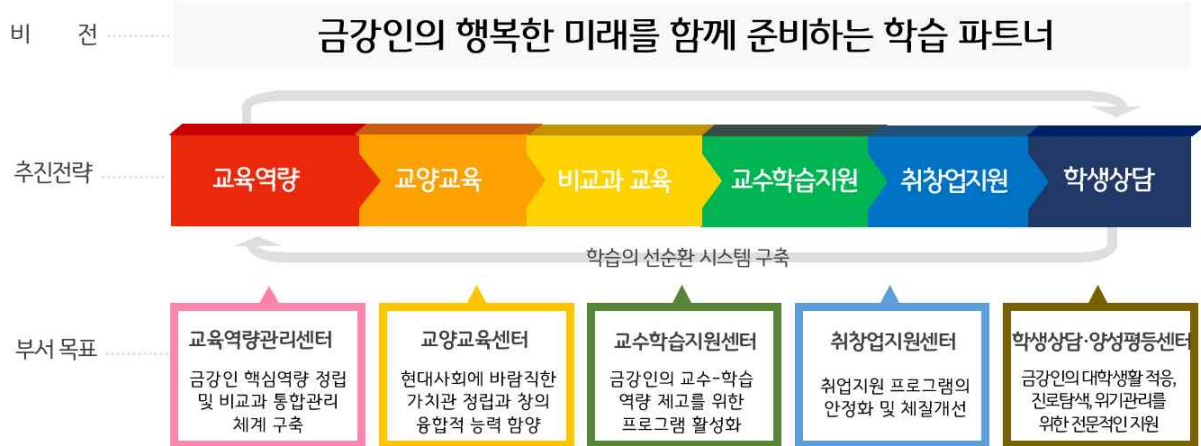 비 전
금강인의 행복한 미래를 함께 준비하는 학습 파트너
추진전략
교육역량
교양교육
비교과 교육
교수학습지원
취창업지원
학생상담
학습의 선순환 시스템 구축
부서 목표
교육역량관리센터
금강인 핵심역량 정립
및 비교과 통합관리
체계 구축
교양교육센터
현대사회에 바람직한
가치관 정립과 창의
융합적 능력 함양
교수학습지원센터
금강인의 교수-학습
역량 제고를 위한
프로그램 활성화
취창업지원센터
취업지원 프로그램의
안정화 및 체질개선
학생상담·양성평등센터
금강인의 대학생활 적응,
진로탐색, 위기관리를
위한 전문적인 지원